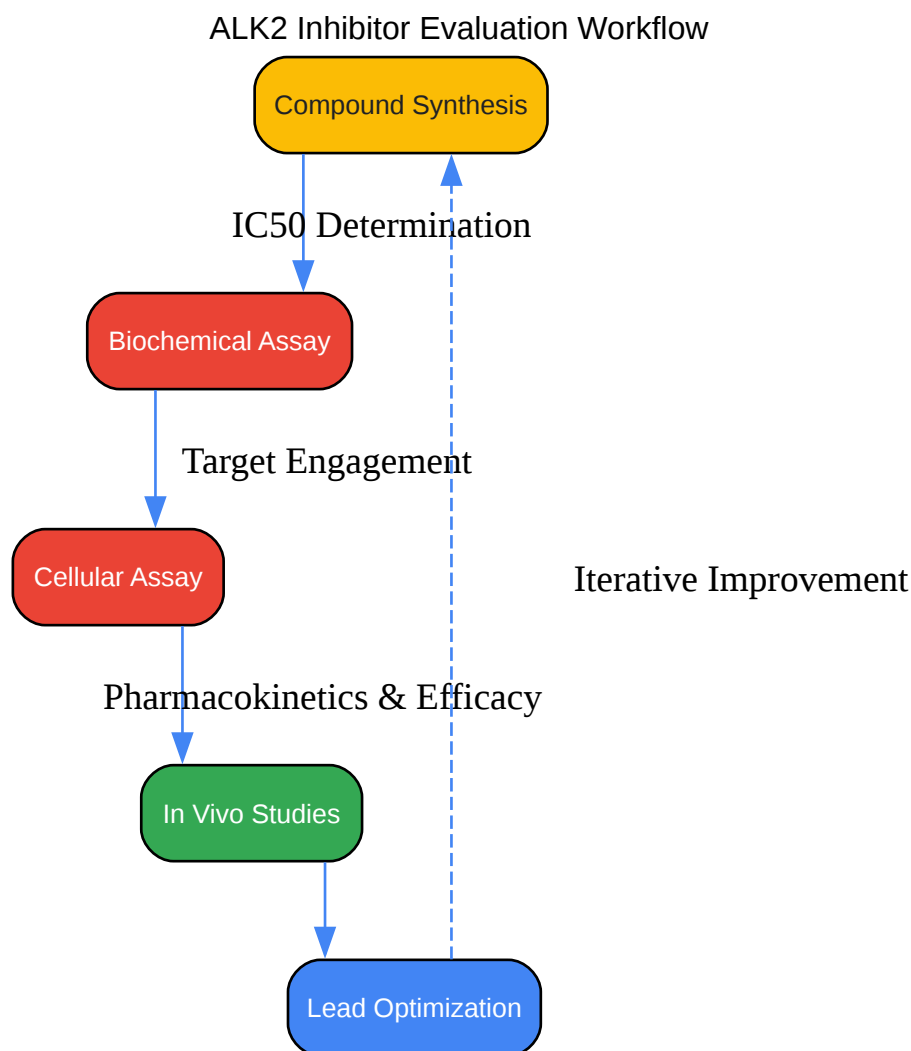 ALK2 Inhibitor Evaluation Workflow
Compound Synthesis
IC50 Determination
Biochemical Assay
Target Engagement
Cellular Assay
Iterative Improvement
Pharmacokinetics & Efficacy
In Vivo Studies
Lead Optimization